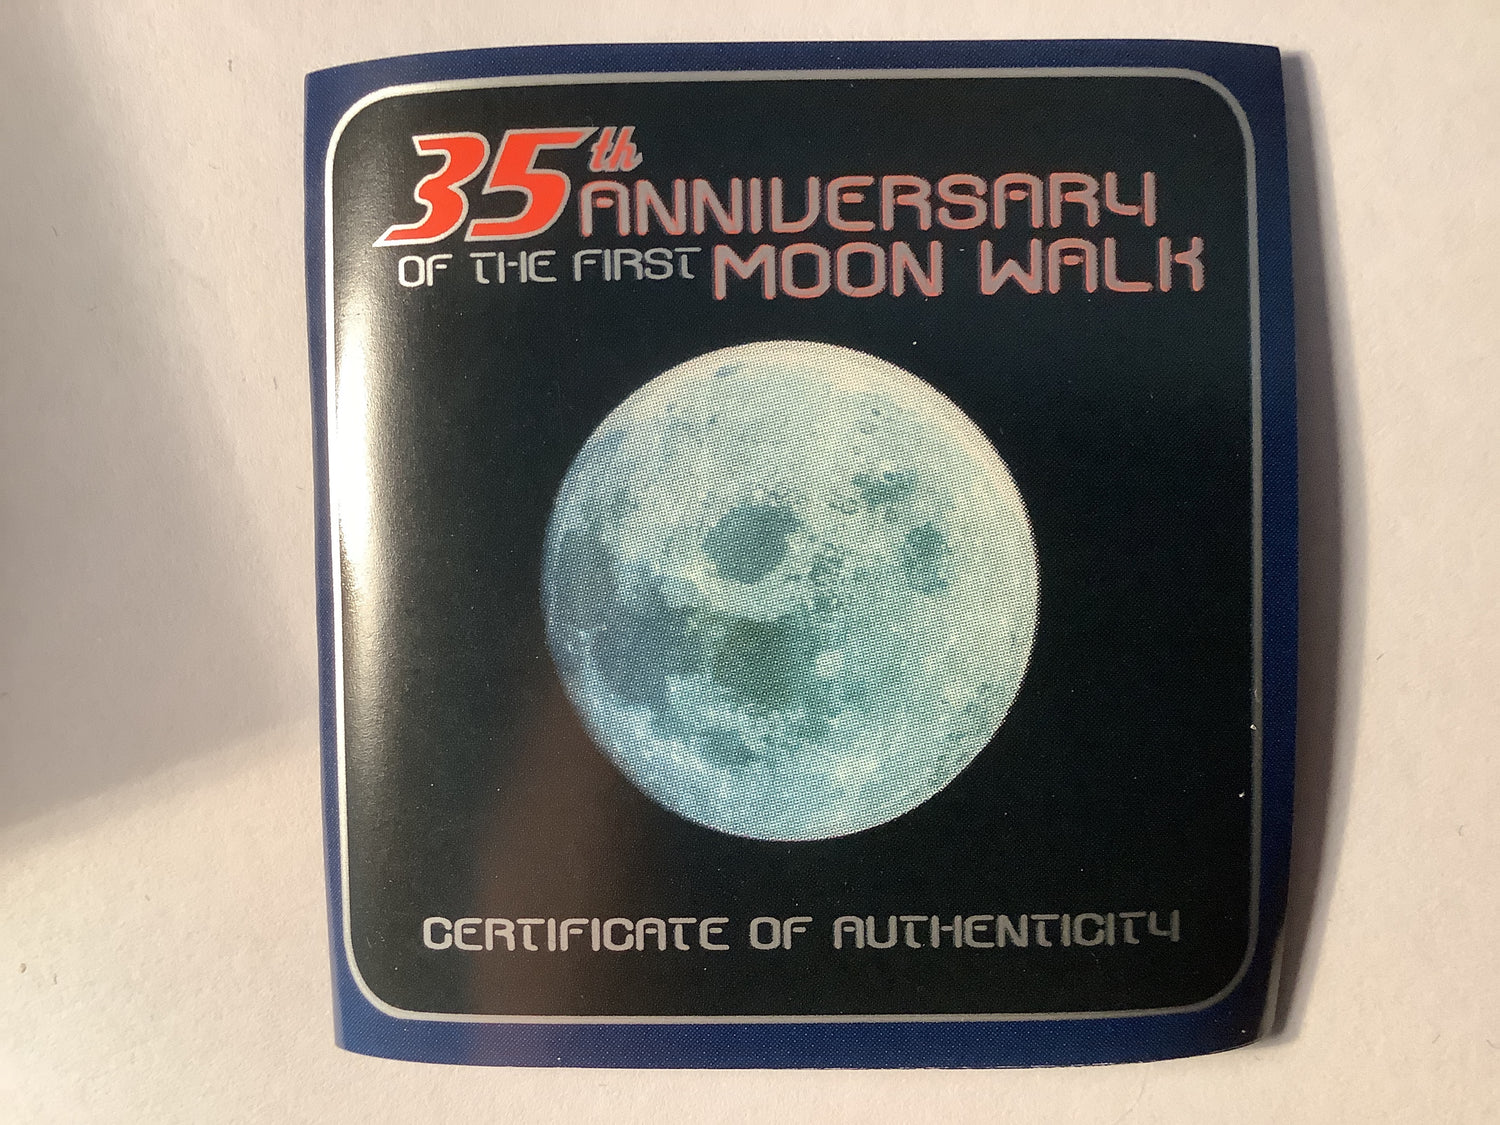 35th ANNIVERSARY
OF THE FIRST MOON WALK
CERTIFICATE OF AUTHENTICITY